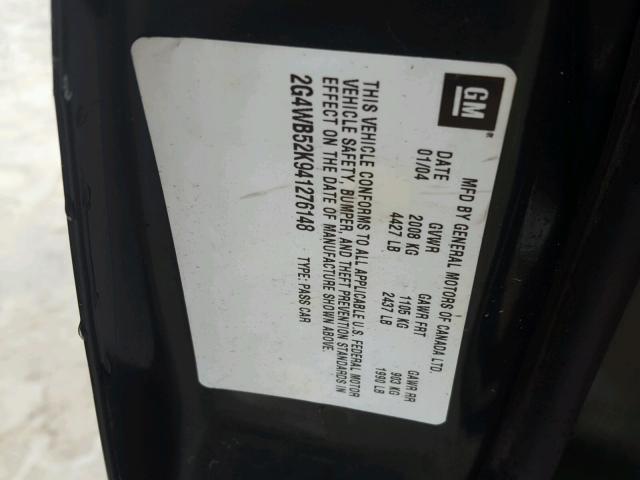 GM
MFD BY GENERAL MOTORS OF CANADA LTD.
DATE GVWR GAWR FRT GAWR RR
01/04 2008 KG 1105 KG 903 KG
4427 LB 2437 LB 1990 LB
THIS VEHICLE CONFORMS TO ALL APPLICABLE U.S. FEDERAL MOTOR
VEHICLE SAFETY, BUMPER, AND THEFT PREVENTION STANDARDS IN
EFFECT ON THE DATE OF MANUFACTURE SHOWN ABOVE.
2G4WB52K941276148 TYPE: PASS CAR